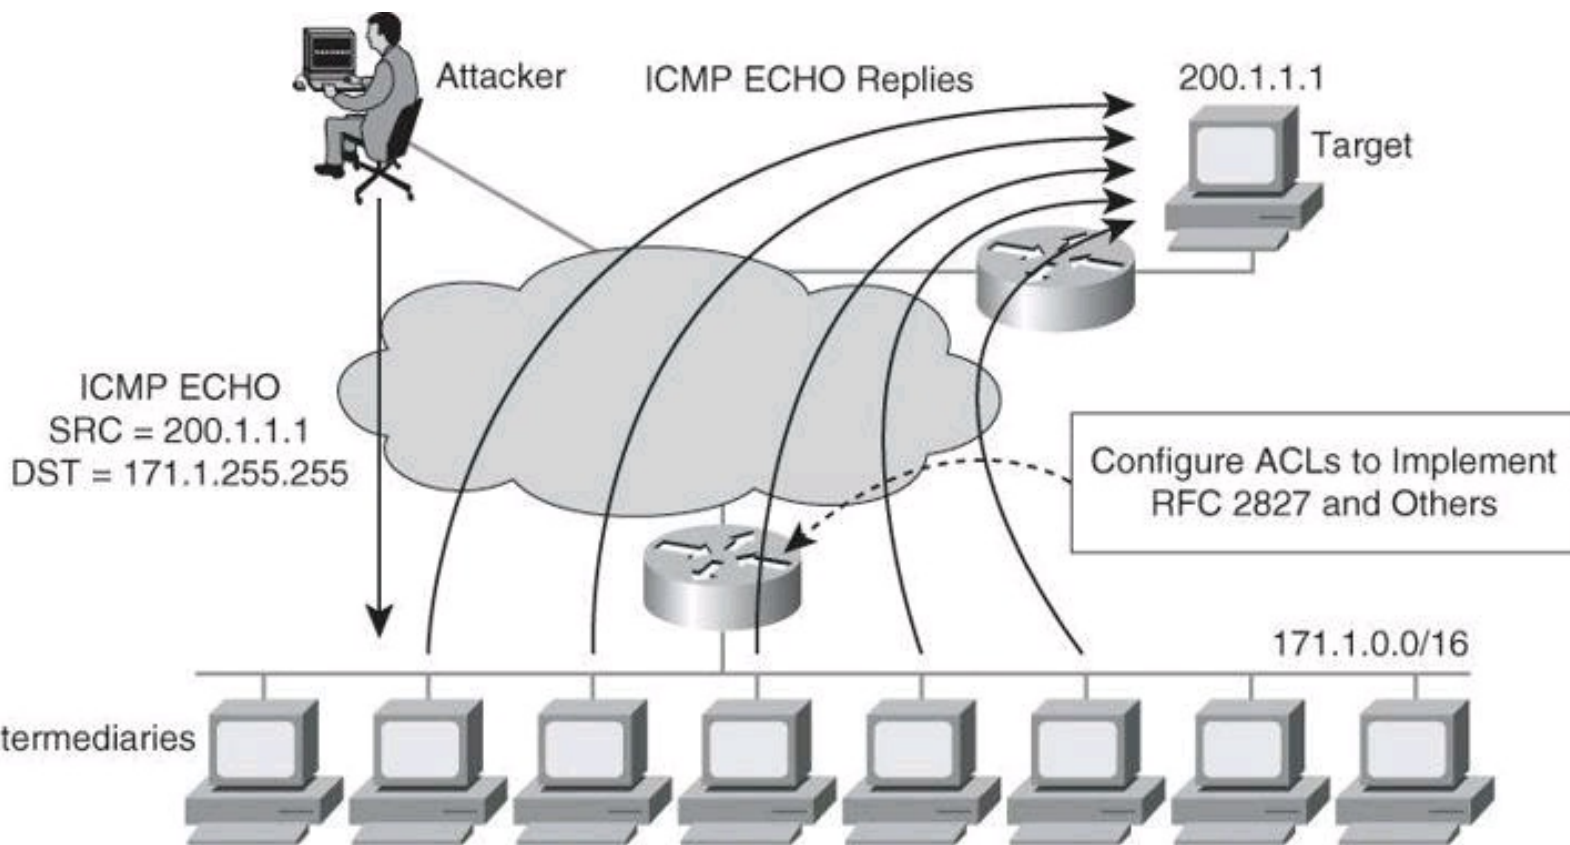 Attacker
ICMP ECHO Replies
200.1.1.1
Target
ICMP ECHO
SRC = 200.1.1.1
DST = 171.1.255.255
Configure ACLs to Implement
RFC 2827 and Others
171.1.0.0/16
termediaries